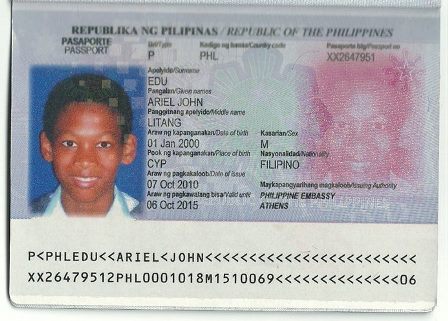 REPUBLIKA NG PILIPINAS / REPUBLIC OF THE PHILIPPINES
PASAPORTE
PASSPORT
Uri/Type Kodigo ng bansa/Country code Pasaporte blg/Passport no
P PHL XX2647951
Apelyido/Surname
EDU
Pangalan/Given names
ARIEL JOHN
Panggitnang apelyido/Middle name
LITANG
Araw ng kapanganakan/Date of birth Kasarian/Sex
01 Jan 2000 M
Pook ng kapanganakan/Place of birth Nasyonalidad/Nationality
CYP FILIPINO
Araw ng pagkakaloob/Date of issue
07 Oct 2010
Maykapangyarihang magkaloob/Issuing Authority
Araw ng pagkawalang bisa/Valid until PHILIPPINE EMBASSY
06 Oct 2015 ATHENS
P<PHLEDU<<ARIEL<JOHN<<<<<<<<<<<<<<<<<<<<<<<<
XX26479512PHL0001018M1510069<<<<<<<<<<<<<<06